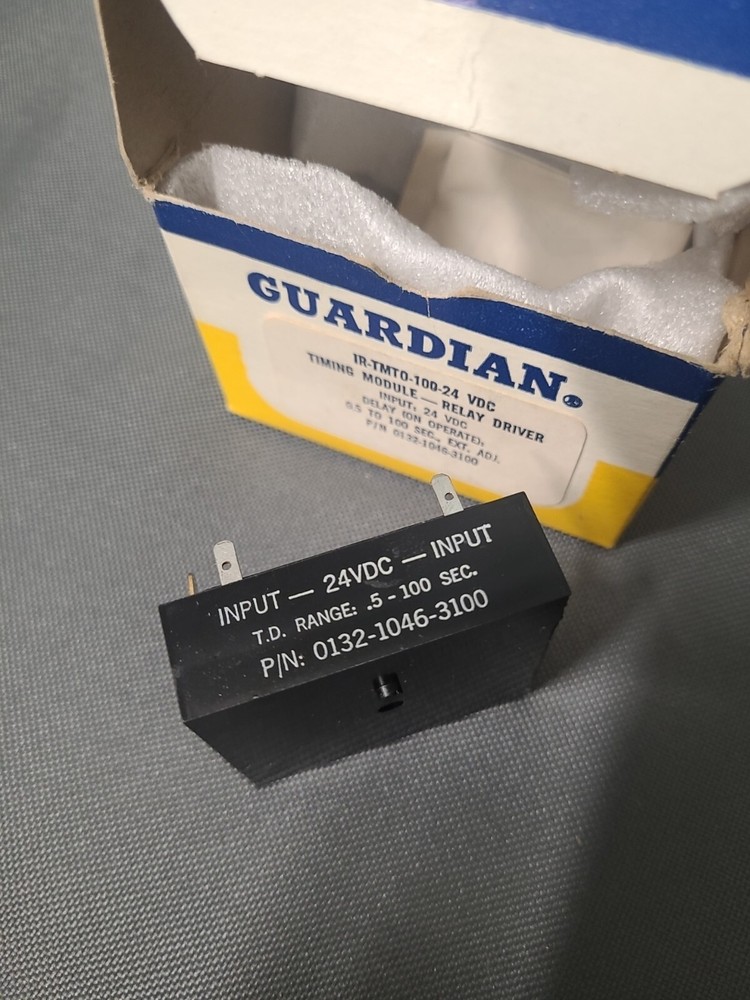 GUARDIAN®
IR-TMTO-100-24 VDC
TIMING MODULE — RELAY DRIVER
INPUT: 24 VDC
DELAY (ON OPERATE),
0.5 TO 100 SEC., EXT. ADJ.
P/N 0132-1046-3100
INPUT — 24VDC — INPUT
T.D. RANGE: .5 - 100 SEC.
P/N: 0132-1046-3100